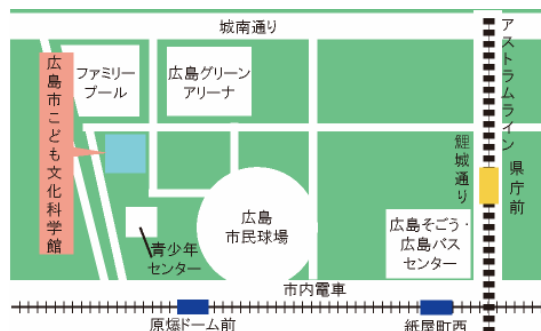 城南通り
アストラムライン
広島市こども文化科学館
ファミリー
プール
広島グリーン
アリーナ
鯉城通り
県庁前
広島
市民球場
広島そごう・
広島バス
センター
青少年
センター
市内電車
原爆ドーム前
紙屋町西